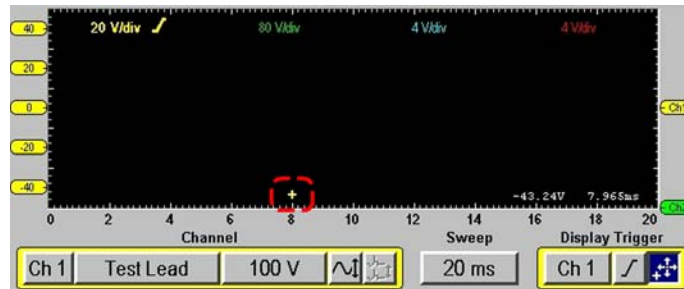 40 20 V/div 80 V/div 4 V/div 4 V/div
20
0 Ch1
-20
-40 -43.24V 7.965ms
0 2 4 6 8 10 12 14 16 18 20
Channel Sweep Display Trigger
Ch 1 Test Lead 100 V 20 ms Ch 1